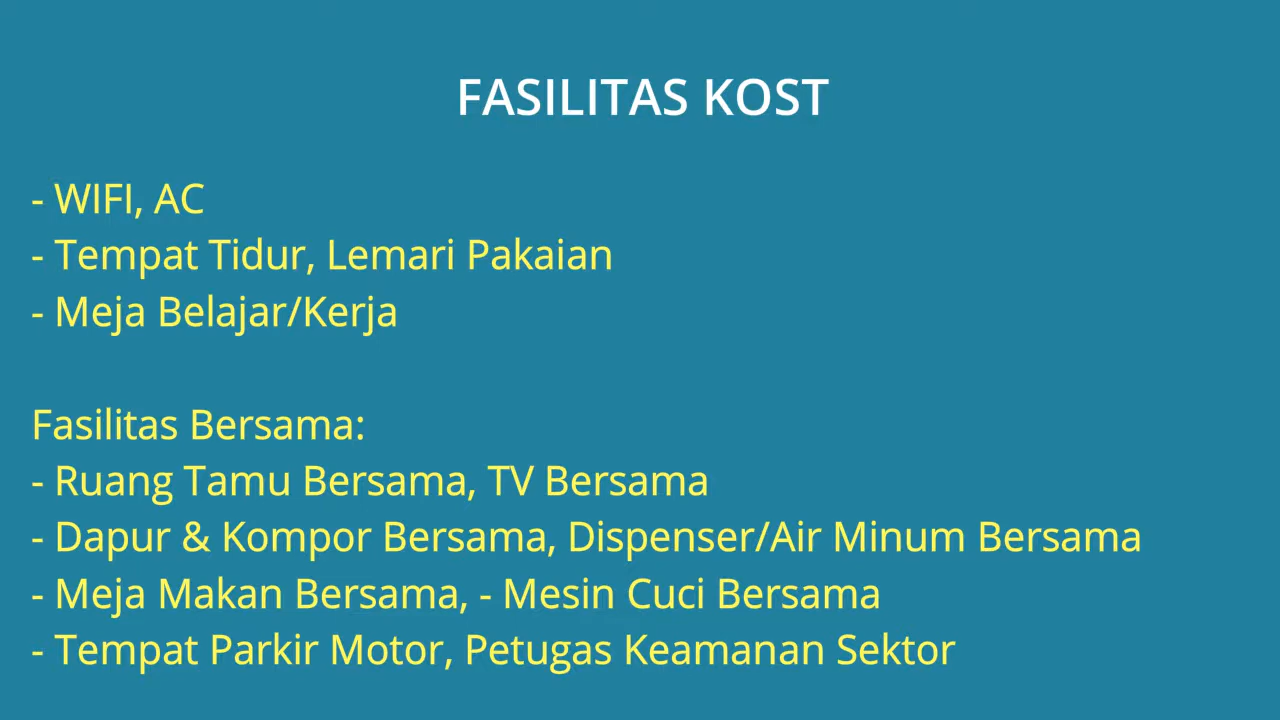 FASILITAS KOST
- WIFI, AC
- Tempat Tidur, Lemari Pakaian
- Meja Belajar/Kerja
Fasilitas Bersama:
- Ruang Tamu Bersama, TV Bersama
- Dapur & Kompor Bersama, Dispenser/Air Minum Bersama
- Meja Makan Bersama, - Mesin Cuci Bersama
- Tempat Parkir Motor, Petugas Keamanan Sektor